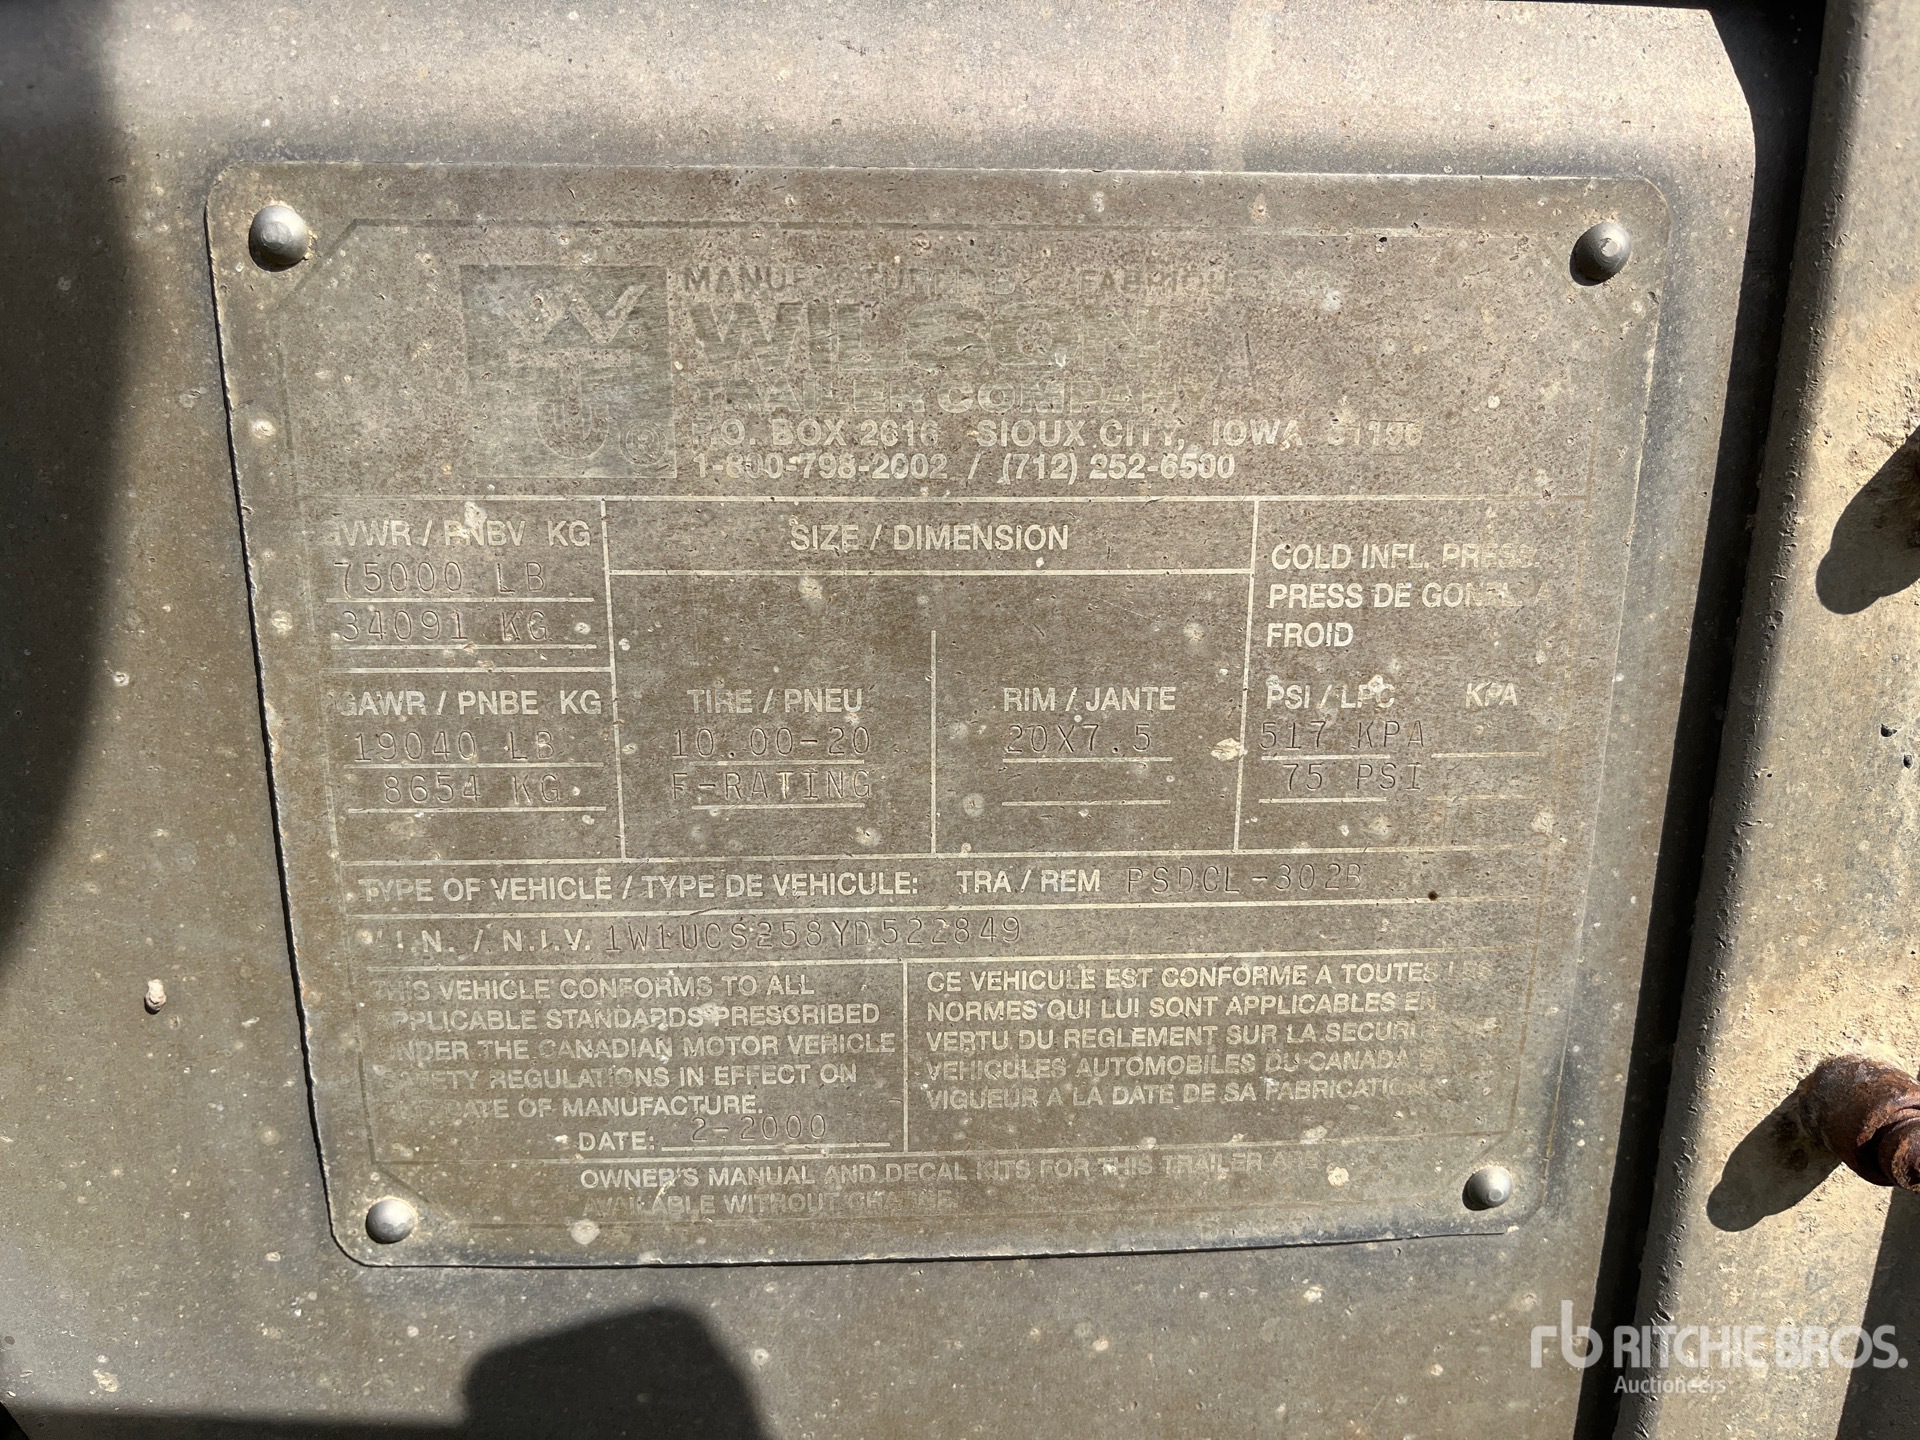 WILSON
TRAILER COMPANY
P.O. BOX 2616 SIOUX CITY, IOWA 51106
1-800-798-2002 / (712) 252-6500
GVWR / PNBV KG
75000 LB
34091 KG
GAWR / PNBE KG
19040 LB
8654 KG
SIZE / DIMENSION
TIRE / PNEU
10.00-20
F-RATING
RIM / JANTE
20X7.5
COLD INFL. PRESS.
PRESS DE GONFL. A
FROID
PSI / LPC KPA
517 KPA
75 PSI
TYPE OF VEHICLE / TYPE DE VEHICULE: TRA / REM PSDCL-302B
V.I.N. / N.I.V. 1W1UCS258YD522849
THIS VEHICLE CONFORMS TO ALL
APPLICABLE STANDARDS PRESCRIBED
UNDER THE CANADIAN MOTOR VEHICLE
SAFETY REGULATIONS IN EFFECT ON
DATE OF MANUFACTURE.
DATE: 2-2000
CE VEHICULE EST CONFORME A TOUTES LES
NORMES QUI LUI SONT APPLICABLES EN
VERTU DU REGLEMENT SUR LA SECURITE
VEHICULES AUTOMOBILES DU CANADA
VIGUEUR A LA DATE DE SA FABRICATION
OWNER'S MANUAL AND DECAL KITS FOR THIS TRAILER ARE
AVAILABLE WITHOUT CHARGE.
rb RITCHIE BROS.
Auctioneers